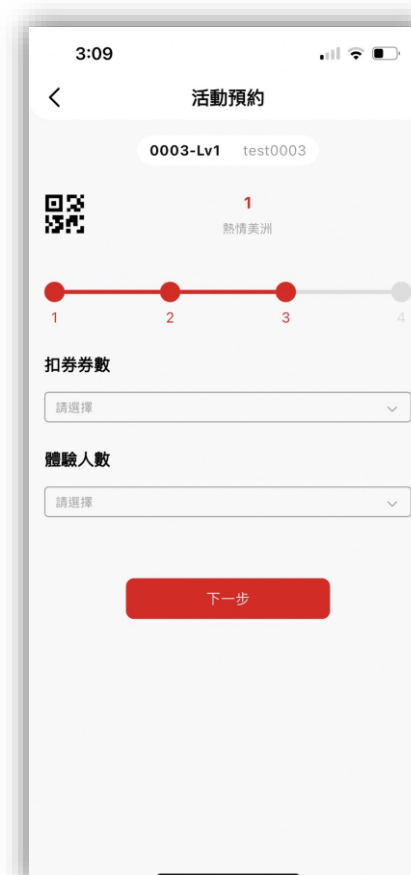 3:09
活動預約
0003-Lv1 test0003
1
熱情美洲
1 2 3 4
扣券券數
請選擇
體驗人數
請選擇
下一步